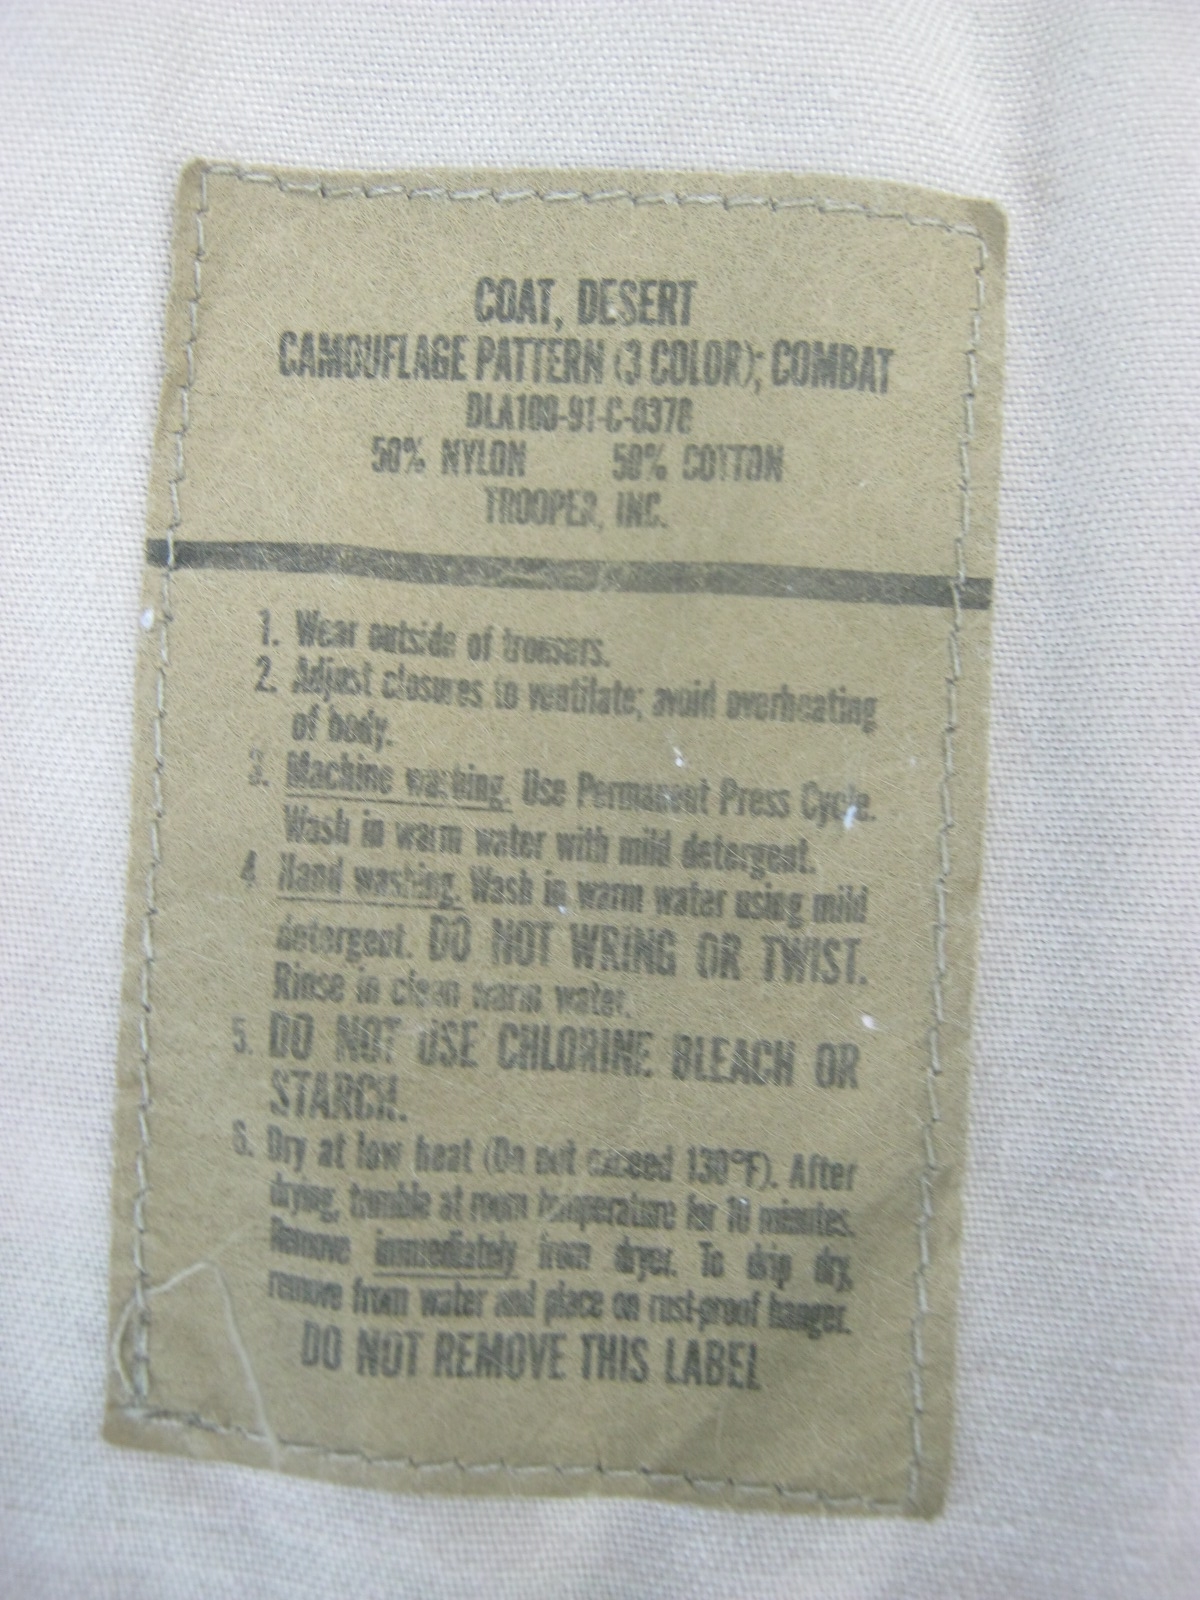 COAT, DESERT
CAMOUFLAGE PATTERN (3 COLOR); COMBAT
DLA100-91-C-0378
50% NYLON 50% COTTON
TROOPER, INC.
1. Wear outside of trousers.
2. Adjust closures to ventilate; avoid overheating
of body.
3. Machine washing. Use Permanent Press Cycle.
Wash in warm water with mild detergent.
4 Hand washing. Wash in warm water using mild
detergent. DO NOT WRING OR TWIST.
Rinse in clean warm water.
5. DO NOT USE CHLORINE BLEACH OR
STARCH.
6. Dry at low heat (Do not exceed 130°F). After
drying, tumble at room temperature for 10 minutes.
Remove immediately from dryer. To drip dry,
remove from water and place on rust-proof hanger.
DO NOT REMOVE THIS LABEL